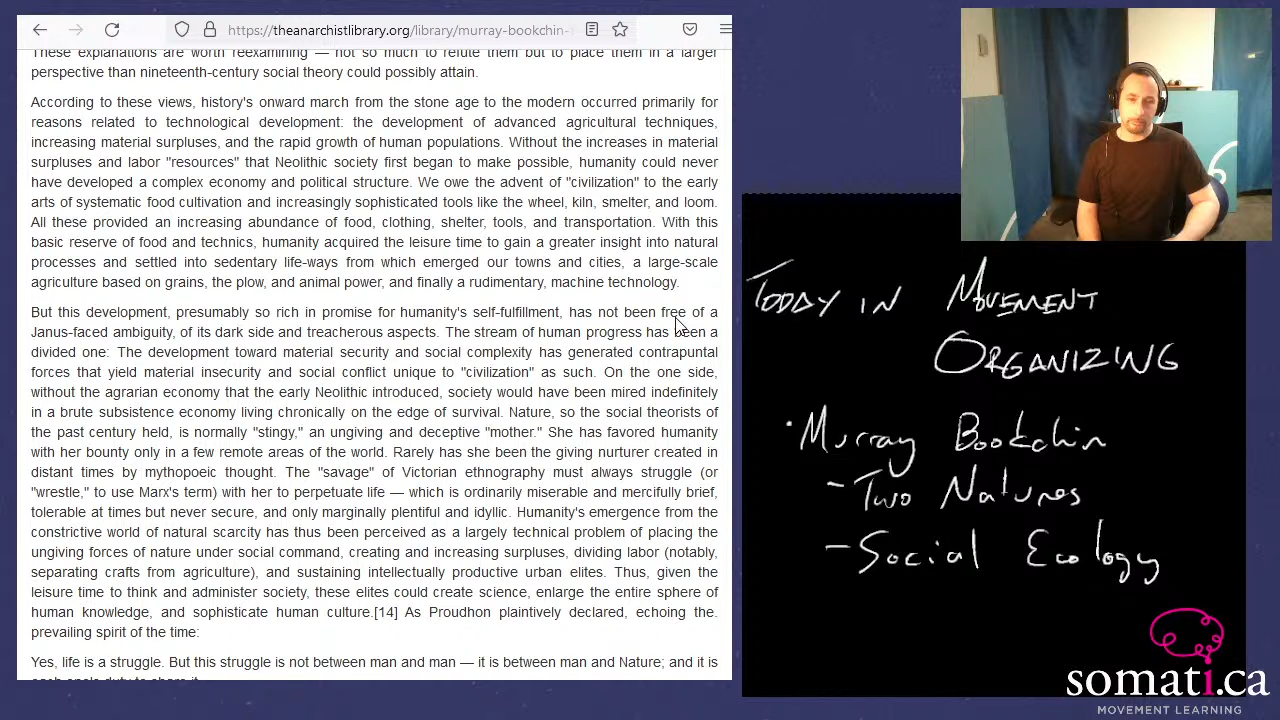 https://theanarchistlibrary.org/library/murray-bookchin-
These explanations are worth reexamining — not so much to refute them but to place them in a larger
perspective than nineteenth-century social theory could possibly attain.
According to these views, history's onward march from the stone age to the modern occurred primarily for
reasons related to technological development: the development of advanced agricultural techniques,
increasing material surpluses, and the rapid growth of human populations. Without the increases in material
surpluses and labor "resources" that Neolithic society first began to make possible, humanity could never
have developed a complex economy and political structure. We owe the advent of "civilization" to the early
arts of systematic food cultivation and increasingly sophisticated tools like the wheel, kiln, smelter, and loom.
All these provided an increasing abundance of food, clothing, shelter, tools, and transportation. With this
basic reserve of food and technics, humanity acquired the leisure time to gain a greater insight into natural
processes and settled into sedentary life-ways from which emerged our towns and cities, a large-scale
agriculture based on grains, the plow, and animal power, and finally a rudimentary, machine technology.
But this development, presumably so rich in promise for humanity's self-fulfillment, has not been free of a
Janus-faced ambiguity, of its dark side and treacherous aspects. The stream of human progress has been a
divided one: The development toward material security and social complexity has generated contrapuntal
forces that yield material insecurity and social conflict unique to "civilization" as such. On the one side,
without the agrarian economy that the early Neolithic introduced, society would have been mired indefinitely
in a brute subsistence economy living chronically on the edge of survival. Nature, so the social theorists of
the past century held, is normally "stingy," an ungiving and deceptive "mother." She has favored humanity
with her bounty only in a few remote areas of the world. Rarely has she been the giving nurturer created in
distant times by mythopoeic thought. The "savage" of Victorian ethnography must always struggle (or
"wrestle," to use Marx's term) with her to perpetuate life — which is ordinarily miserable and mercifully brief,
tolerable at times but never secure, and only marginally plentiful and idyllic. Humanity's emergence from the
constrictive world of natural scarcity has thus been perceived as a largely technical problem of placing the
ungiving forces of nature under social command, creating and increasing surpluses, dividing labor (notably,
separating crafts from agriculture), and sustaining intellectually productive urban elites. Thus, given the
leisure time to think and administer society, these elites could create science, enlarge the entire sphere of
human knowledge, and sophisticate human culture.[14] As Proudhon plaintively declared, echoing the.
prevailing spirit of the time:
Yes, life is a struggle. But this struggle is not between man and man — it is between man and Nature; and it is
TODAY IN MOVEMENT
ORGANIZING
· Murray Bookchin
- Two Natures
- Social Ecology
somati.ca
MOVEMENT LEARNING